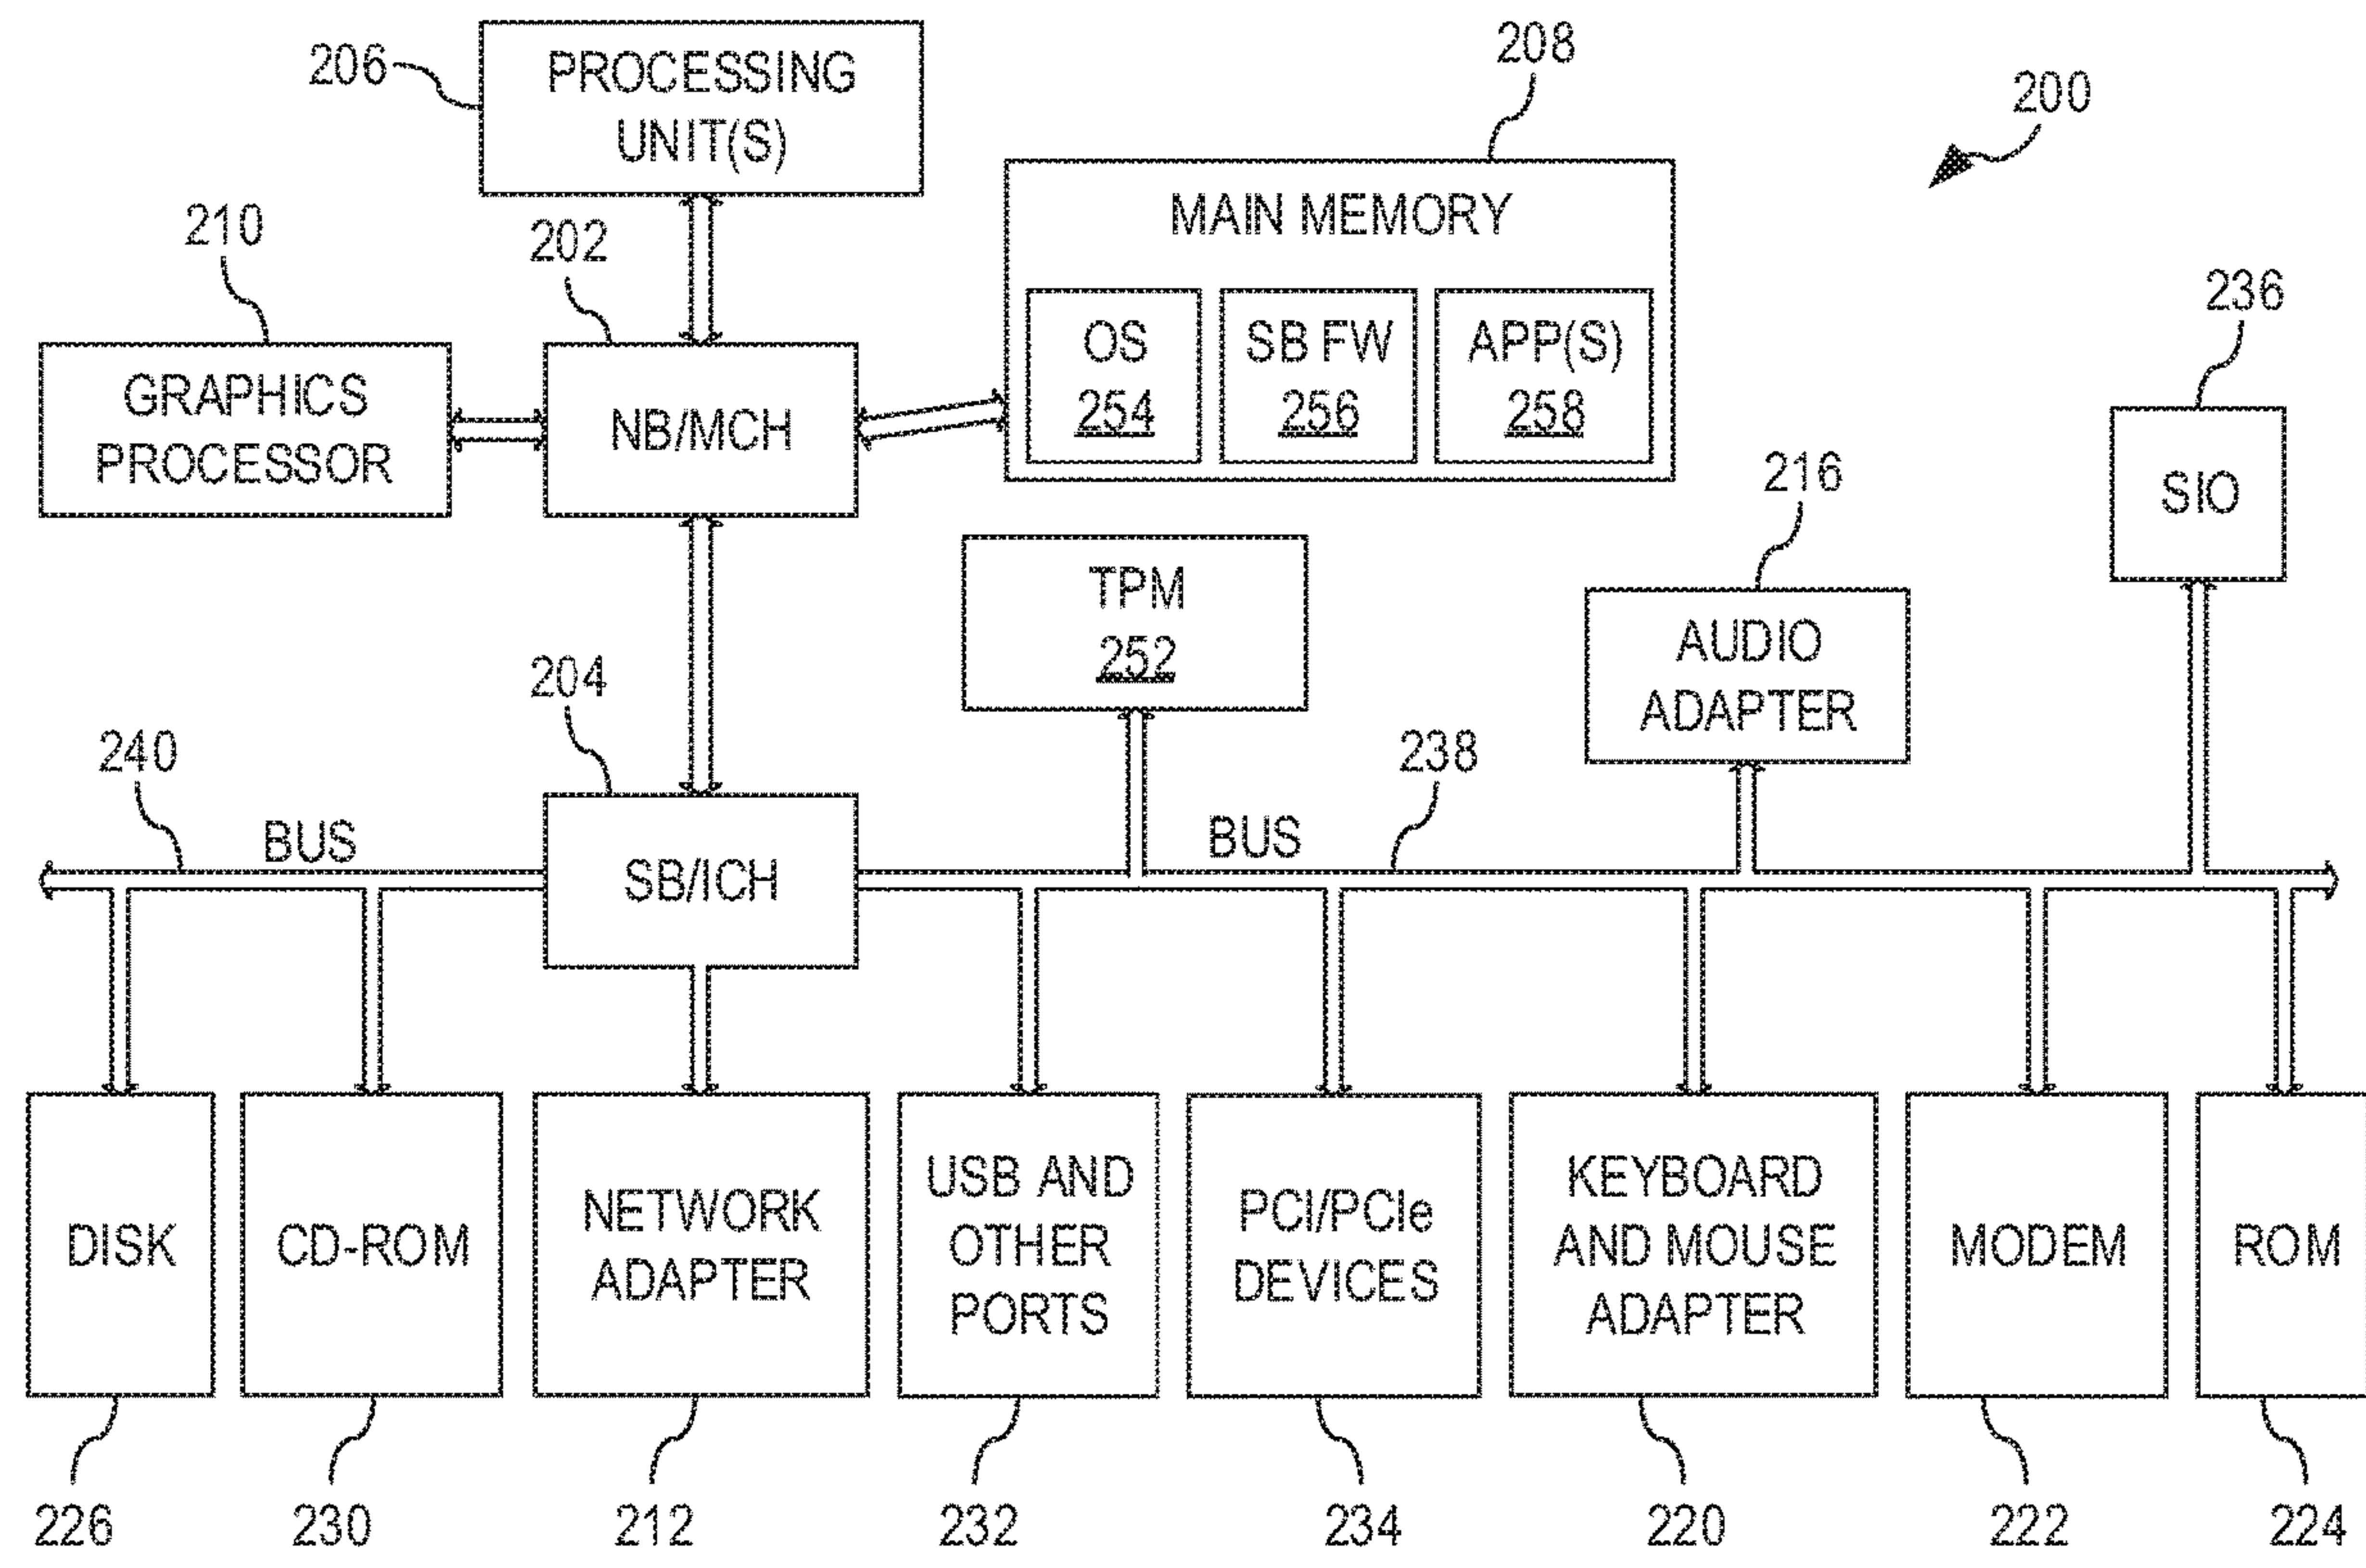 208
206
PROCESSING
UNIT(S)
200
210
202
MAIN MEMORY
236
OS
254
SB FW
256
APP(S)
258
GRAPHICS
PROCESSOR
NB/MCH
216
SIO
TPM
252
AUDIO
ADAPTER
204
240
238
BUS
BUS
SB/ICH
DISK
CD-ROM
NETWORK
ADAPTER
USB AND
OTHER
PORTS
PCI/PCIe
DEVICES
KEYBOARD
AND MOUSE
ADAPTER
MODEM
ROM
226
230
212
232
234
220
222
224